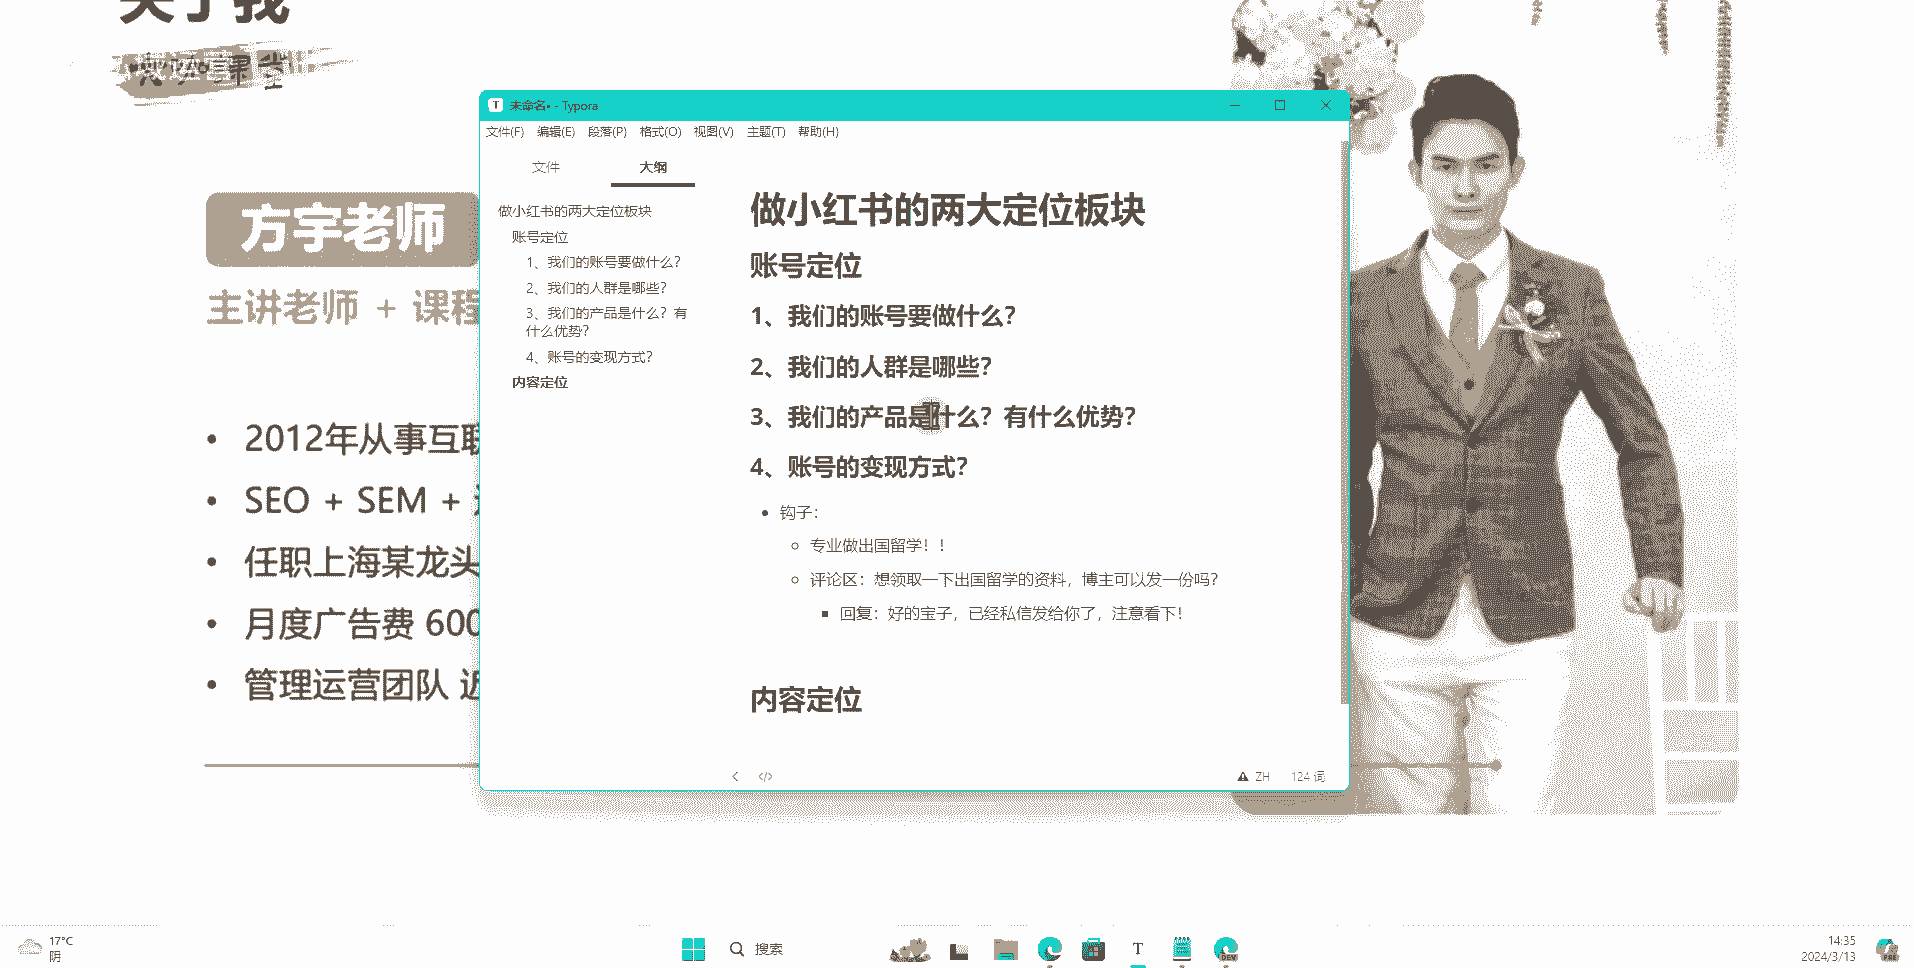 关于我
方宇老师
主讲老师 + 课程
• 2012年从事互联
• SEO + SEM +
• 任职上海某龙头
• 月度广告费 600
• 管理运营团队 近
未命名• - Typora
文件(F) 编辑(E) 段落(P) 格式(O) 视图(V) 主题(T) 帮助(H)
文件 大纲
做小红书的两大定位板块
账号定位
1、我们的账号要做什么？
2、我们的人群是哪些？
3、我们的产品是什么？有
什么优势？
4、账号的变现方式？
内容定位
做小红书的两大定位板块
账号定位
1、我们的账号要做什么？
2、我们的人群是哪些？
3、我们的产品是什么？有什么优势？
4、账号的变现方式？
• 钩子：
专业做出国留学！！
评论区：想领取一下出国留学的资料，博主可以发一份吗？
回复：好的宝子，已经私信发给你了，注意看下！
内容定位
ZH 124 词
17°C
阴
搜索
14:35
2024/3/13